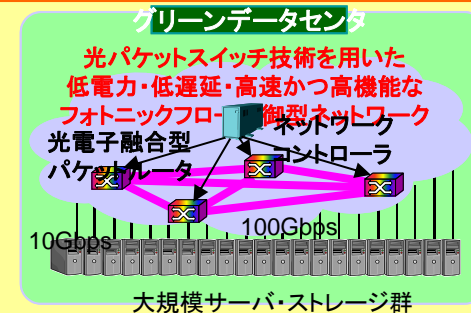 グリーンデータセンタ
光パケットスイッチ技術を用いた
低電力・低遅延・高速かつ高機能な
フォトニックフロー御型ネットワーク
光電子融合型
パケットルータ
ネットワーク
コントローラ
10Gbps
100Gbps
大規模サーバ・ストレージ群